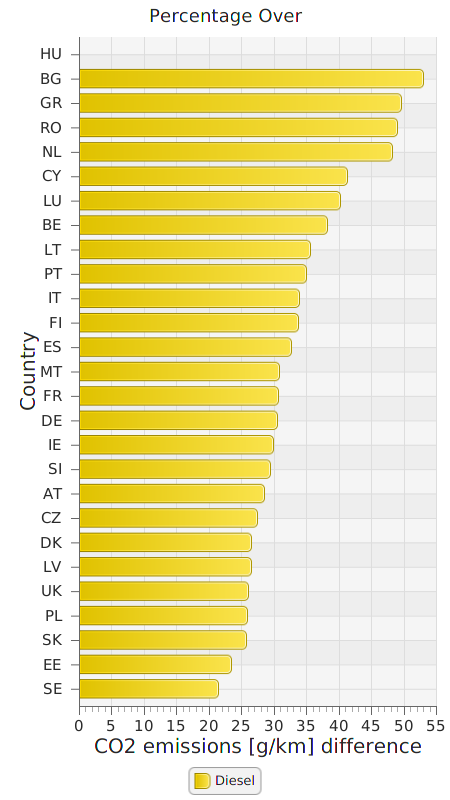 Percentage Over
HU
BG
GR
RO
NL
CY
LU
BE
LT
PT
IT
FI
ES
MT
FR
DE
IE
SI
AT
CZ
DK
LV
UK
PL
SK
EE
SE
Country
0 5 10 15 20 25 30 35 40 45 50 55
CO2 emissions [g/km] difference
Diesel